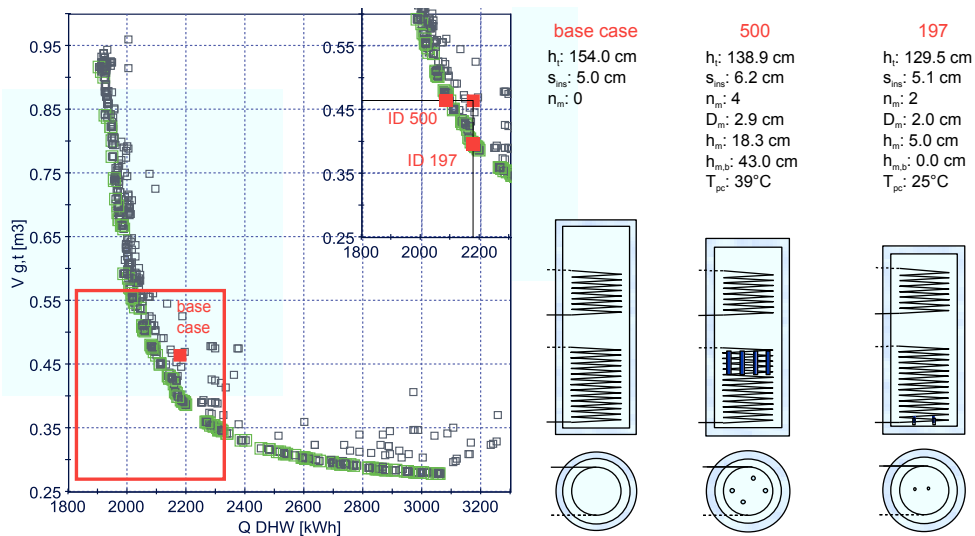 0.95
0.85
0.75
0.65
0.55
0.45
0.35
0.25
V g,t [m3]
1800
2000
2200
2400
2600
2800
3000
3200
Q DHW [kWh]
base
case
0.55
0.45
0.35
0.25
1800
2000
2200
ID 500
ID 197
base case
hₜ: 154.0 cm
sᵢₙₛ: 5.0 cm
nₘ: 0
500
hₜ: 138.9 cm
sᵢₙₛ: 6.2 cm
nₘ: 4
Dₘ: 2.9 cm
hₘ: 18.3 cm
h_m,b: 43.0 cm
T_pc: 39°C
197
hₜ: 129.5 cm
sᵢₙₛ: 5.1 cm
nₘ: 2
Dₘ: 2.0 cm
hₘ: 5.0 cm
h_m,b: 0.0 cm
T_pc: 25°C